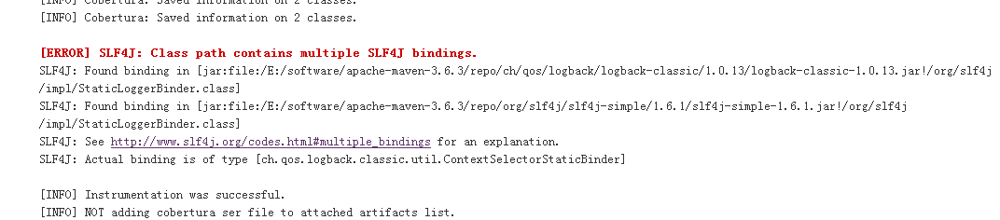 [INFO] Cobertura: Saved information on 2 classes.
[INFO] Cobertura: Saved information on 2 classes.
[ERROR] SLF4J: Class path contains multiple SLF4J bindings.
SLF4J: Found binding in [jar:file:/E:/software/apache-maven-3.6.3/repo/ch/qos/logback/logback-classic/1.0.13/logback-classic-1.0.13.jar!/org/slf4j
/impl/StaticLoggerBinder.class]
SLF4J: Found binding in [jar:file:/E:/software/apache-maven-3.6.3/repo/org/slf4j/slf4j-simple/1.6.1/slf4j-simple-1.6.1.jar!/org/slf4j
/impl/StaticLoggerBinder.class]
SLF4J: See http://www.slf4j.org/codes.html#multiple_bindings for an explanation.
SLF4J: Actual binding is of type [ch.qos.logback.classic.util.ContextSelectorStaticBinder]
[INFO] Instrumentation was successful.
[INFO] NOT adding cobertura ser file to attached artifacts list.